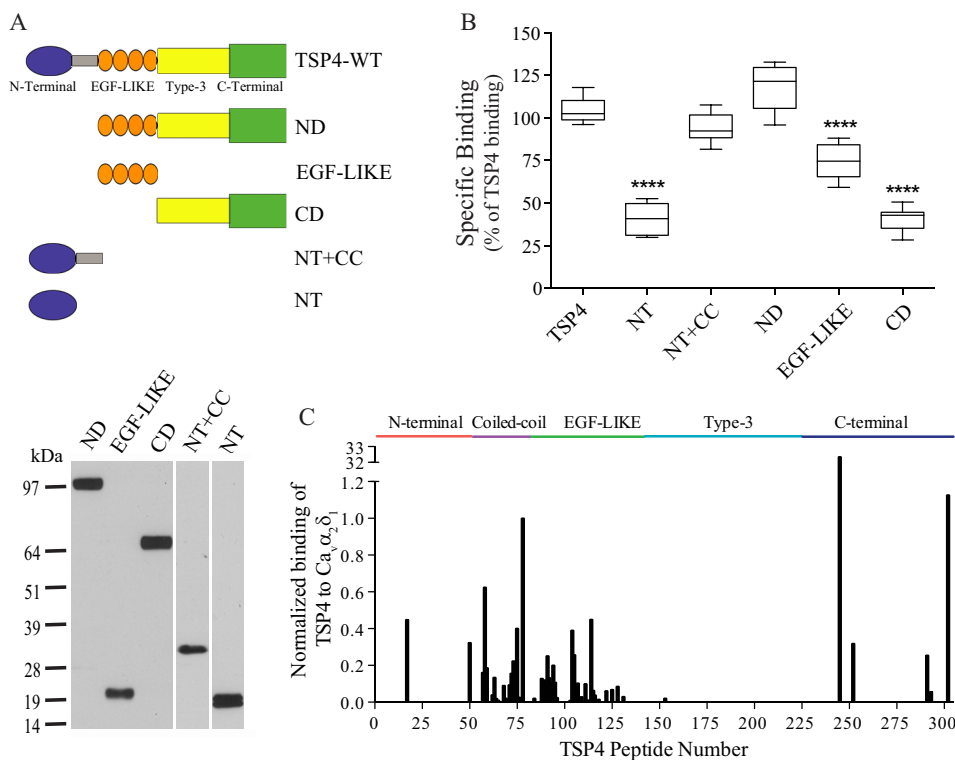 A
TSP4-WT
N-Terminal EGF-LIKE Type-3 C-Terminal
ND
EGF-LIKE
CD
NT+CC
NT
ND EGF-LIKE CD NT+CC NT
kDa
97
64
51
39
28
19
14
B
Specific Binding
(% of TSP4 binding)
150
125
100
75
50
25
0
****
****
****
TSP4 NT NT+CC ND EGF-LIKE CD
C
N-terminal Coiled-coil EGF-LIKE Type-3 C-terminal
Normalized binding of
TSP4 to Caᵥα₂δ₁
33
32
1.2
1.0
0.8
0.6
0.4
0.2
0.0
0 25 50 75 100 125 150 175 200 225 250 275 300
TSP4 Peptide Number